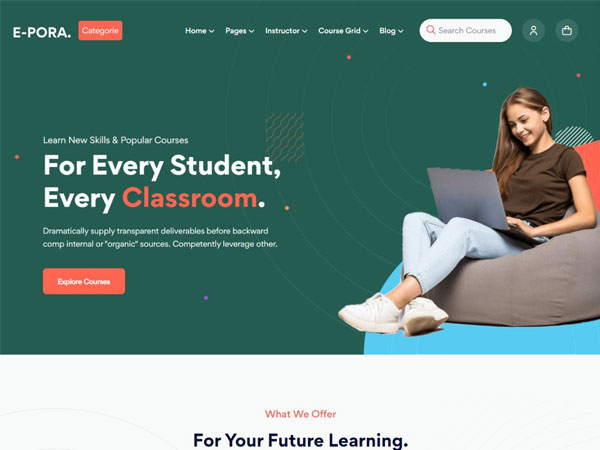 E-PORA.
Categorie
Home
Pages
Instructor
Course Grid
Blog
Search Courses
Learn New Skills & Popular Courses
For Every Student,
Every Classroom.
Dramatically supply transparent deliverables before backward
comp internal or "organic" sources. Competently leverage other.
Explore Courses
What We Offer
For Your Future Learning.